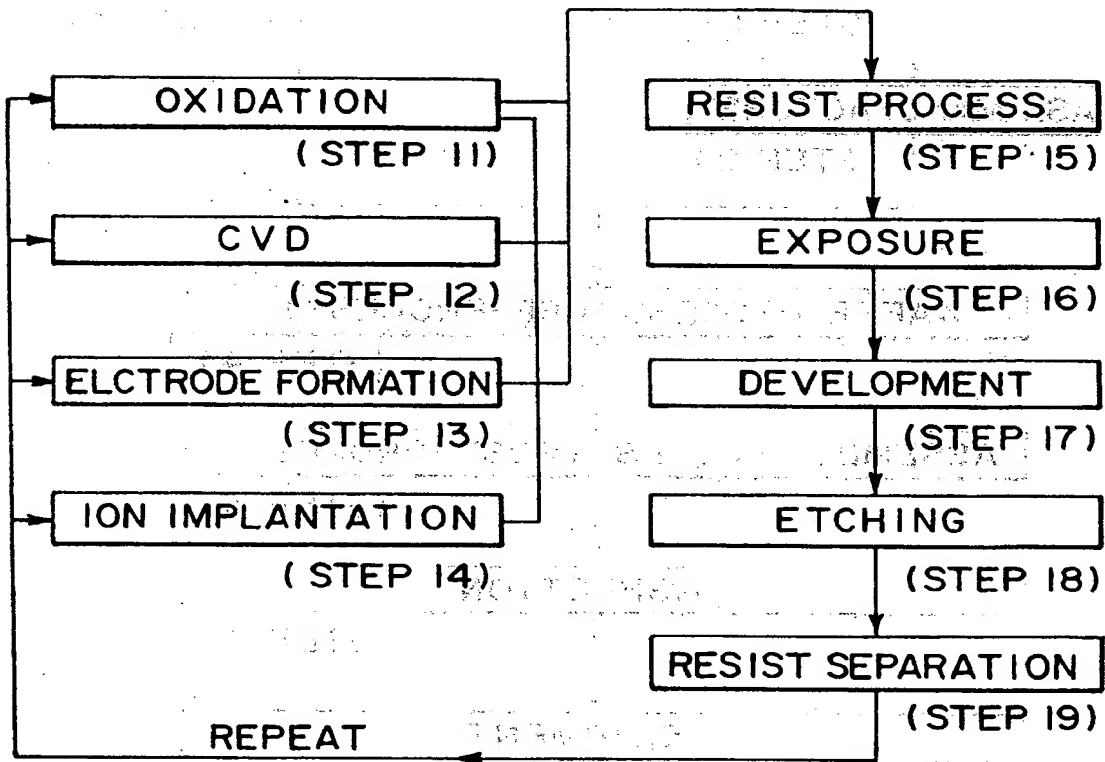 OXIDATION
(STEP 11)
CVD
(STEP 12)
ELCTRODE FORMATION
(STEP 13)
ION IMPLANTATION
(STEP 14)
RESIST PROCESS
(STEP 15)
EXPOSURE
(STEP 16)
DEVELOPMENT
(STEP 17)
ETCHING
(STEP 18)
RESIST SEPARATION
(STEP 19)
REPEAT